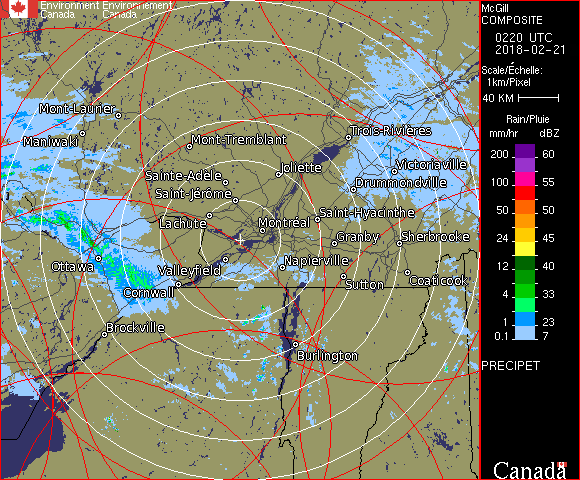 Environment Environnement
Canada Canada
McGill
COMPOSITE
0220 UTC
2018-02-21
Scale/Échelle:
1km/Pixel
40 KM
Rain/Pluie
mm/hr dBZ
200 60
150 57
100 55
50 50
24 45
12 40
4 33
1 23
0.1 7
PRECIPET
Canada
Mont-Laurier
Maniwaki
Mont-Tremblant
Trois-Rivières
Joliette
Victoriaville
Sainte-Adèle
Drummondville
Saint-Jérôme
Saint-Hyacinthe
Lachute
Montréal
Granby
Sherbrooke
Ottawa
Valleyfield
Napierville
Coaticook
Sutton
Cornwall
Brockville
Burlington